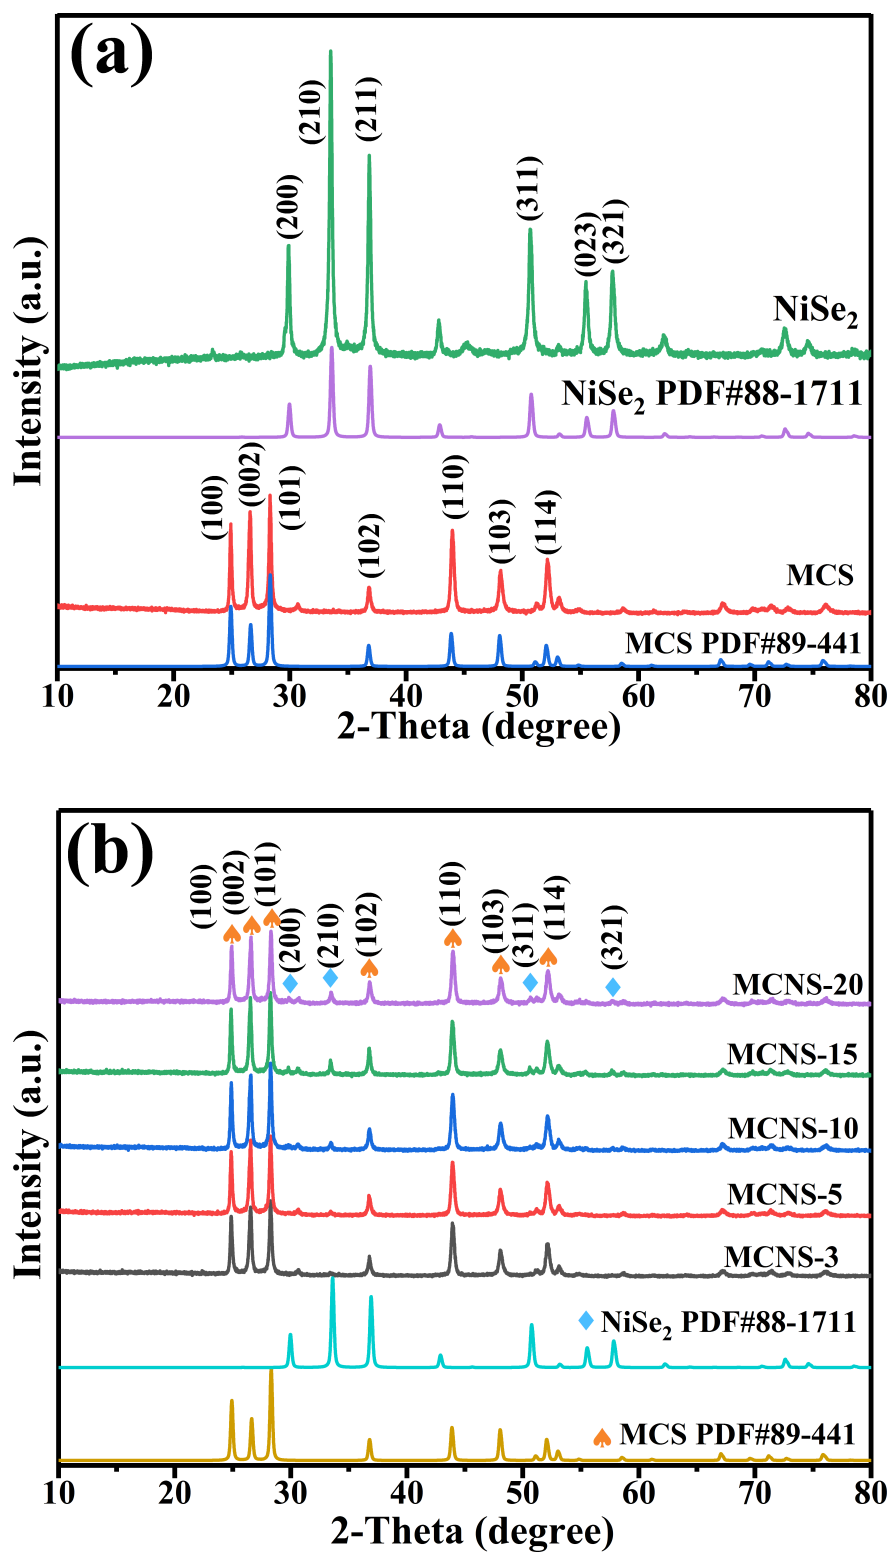 (a)
(200)
(210)
(211)
(311)
(023)
(321)
NiSe₂
NiSe₂ PDF#88-1711
(100)
(002)
(101)
(102)
(110)
(103)
(114)
MCS
MCS PDF#89-441
Intensity (a.u.)
10 20 30 40 50 60 70 80
2-Theta (degree)
(b)
(100)
(002)
(101)
(200)
(210)
(102)
(110)
(103)
(311)
(114)
(321)
MCNS-20
MCNS-15
MCNS-10
MCNS-5
MCNS-3
NiSe₂ PDF#88-1711
MCS PDF#89-441
Intensity (a.u.)
10 20 30 40 50 60 70 80
2-Theta (degree)